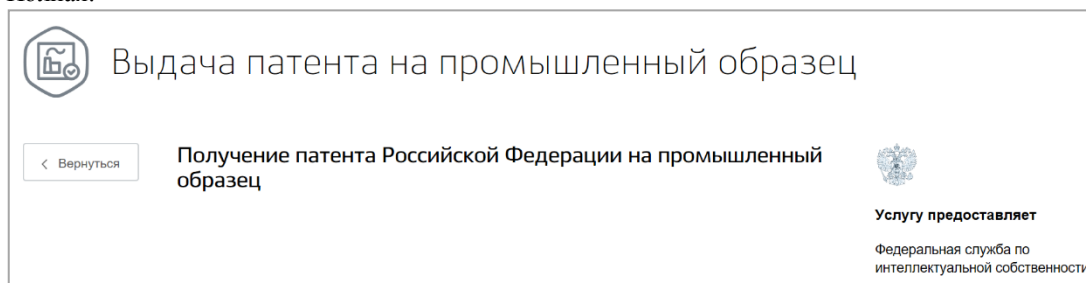 Выдача патента на промышленный образец
Вернуться
Получение патента Российской Федерации на промышленный
образец
Услугу предоставляет
Федеральная служба по
интеллектуальной собственности